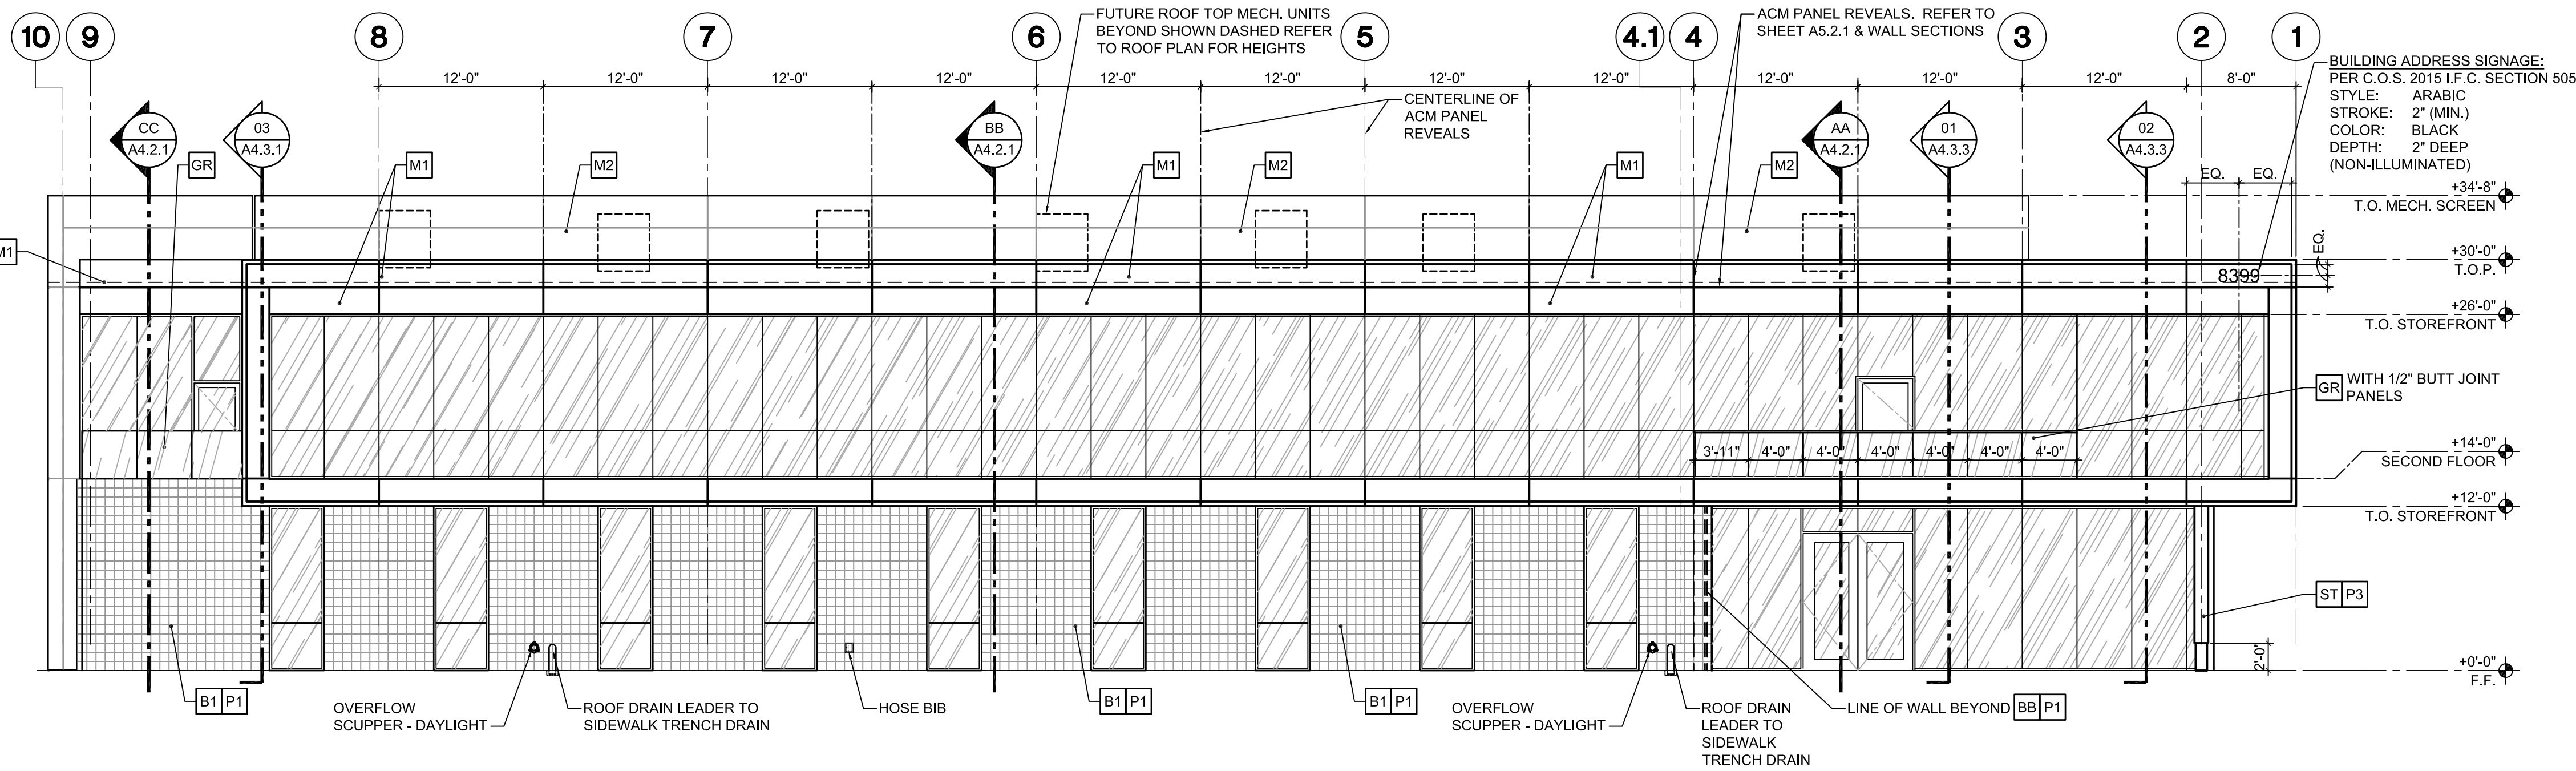 10
9
8
7
6
5
4.1
4
3
2
1
FUTURE ROOF TOP MECH. UNITS
BEYOND SHOWN DASHED REFER
TO ROOF PLAN FOR HEIGHTS
ACM PANEL REVEALS. REFER TO
SHEET A5.2.1 & WALL SECTIONS
BUILDING ADDRESS SIGNAGE:
PER C.O.S. 2015 I.F.C. SECTION 505
STYLE: ARABIC
STROKE: 2" (MIN.)
COLOR: BLACK
DEPTH: 2" DEEP
(NON-ILLUMINATED)
12'-0"
12'-0"
12'-0"
12'-0"
12'-0"
12'-0"
12'-0"
12'-0"
12'-0"
12'-0"
12'-0"
8'-0"
CENTERLINE OF
ACM PANEL
REVEALS
CC
A4.2.1
03
A4.3.1
BB
A4.2.1
AA
A4.2.1
01
A4.3.3
02
A4.3.3
GR
M1
M2
M1
M2
M1
M2
EQ.
EQ.
+34'-8"
T.O. MECH. SCREEN
M1
EQ.
+30'-0"
T.O.P.
8399
+26'-0"
T.O. STOREFRONT
GR
WITH 1/2" BUTT JOINT
PANELS
3'-11"
4'-0"
4'-0"
4'-0"
4'-0"
4'-0"
4'-0"
+14'-0"
SECOND FLOOR
+12'-0"
T.O. STOREFRONT
ST P3
2'-0"
+0'-0"
F.F.
B1 P1
OVERFLOW
SCUPPER - DAYLIGHT
ROOF DRAIN LEADER TO
SIDEWALK TRENCH DRAIN
HOSE BIB
B1 P1
B1 P1
OVERFLOW
SCUPPER - DAYLIGHT
ROOF DRAIN
LEADER TO
SIDEWALK
TRENCH DRAIN
LINE OF WALL BEYOND
BB P1